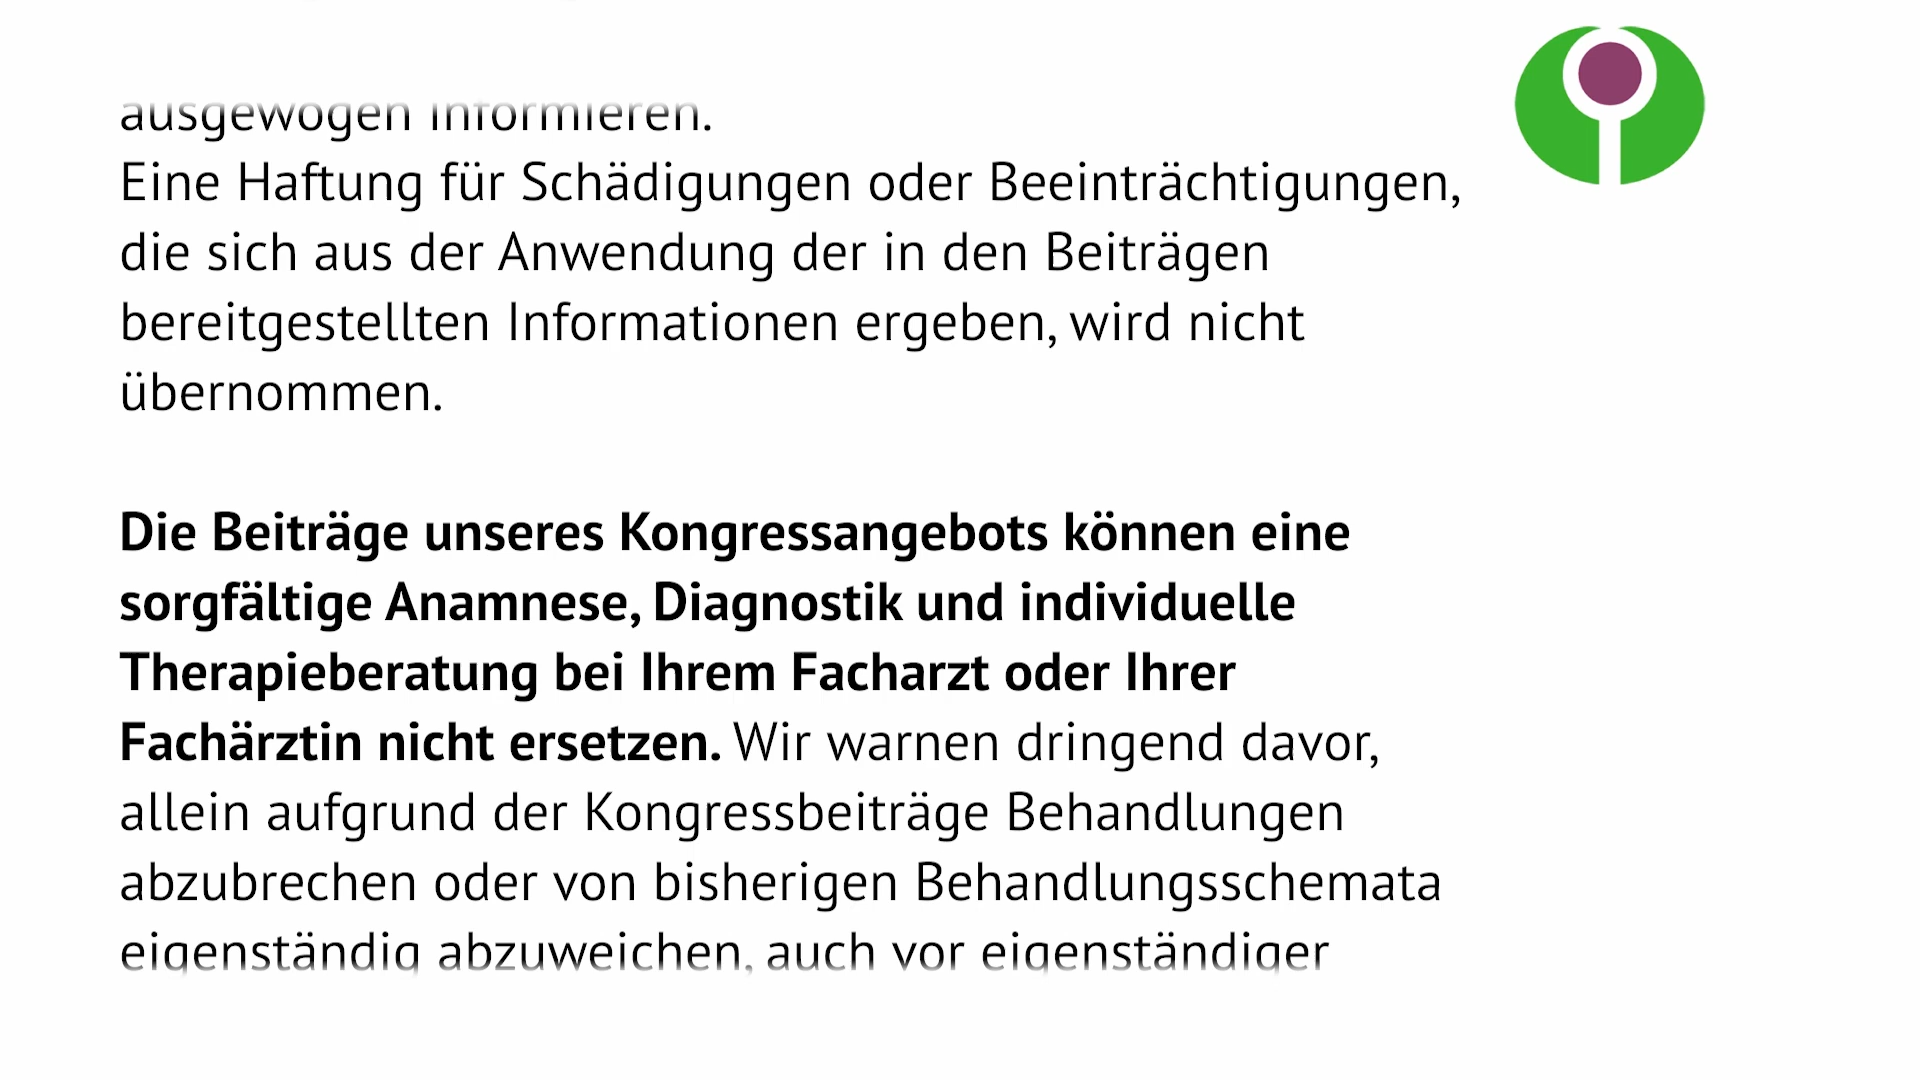 ausgewogen informieren.
Eine Haftung für Schädigungen oder Beeinträchtigungen,
die sich aus der Anwendung der in den Beiträgen
bereitgestellten Informationen ergeben, wird nicht
übernommen.
Die Beiträge unseres Kongressangebots können eine
sorgfältige Anamnese, Diagnostik und individuelle
Therapieberatung bei Ihrem Facharzt oder Ihrer
Fachärztin nicht ersetzen. Wir warnen dringend davor,
allein aufgrund der Kongressbeiträge Behandlungen
abzubrechen oder von bisherigen Behandlungsschemata
eigenständig abzuweichen, auch vor eigenständiger